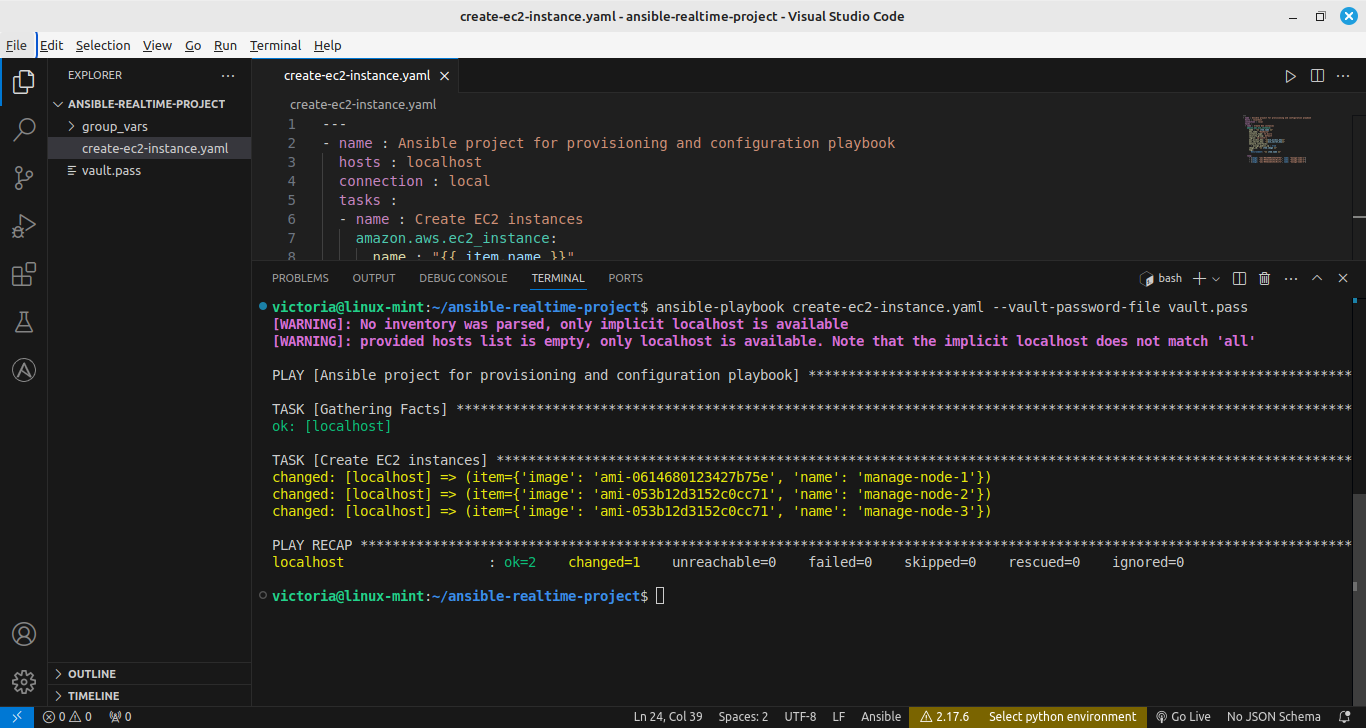 create-ec2-instance.yaml - ansible-realtime-project - Visual Studio Code
File Edit Selection View Go Run Terminal Help
EXPLORER
ANSIBLE-REALTIME-PROJECT
group_vars
create-ec2-instance.yaml
vault.pass
OUTLINE
TIMELINE
create-ec2-instance.yaml
create-ec2-instance.yaml
1 ---
2 - name : Ansible project for provisioning and configuration playbook
3 hosts : localhost
4 connection : local
5 tasks :
6 - name : Create EC2 instances
7 amazon.aws.ec2_instance:
8 name : "{{ item.name }}"
PROBLEMS OUTPUT DEBUG CONSOLE TERMINAL PORTS
bash
victoria@linux-mint:~/ansible-realtime-project$ ansible-playbook create-ec2-instance.yaml --vault-password-file vault.pass
[WARNING]: No inventory was parsed, only implicit localhost is available
[WARNING]: provided hosts list is empty, only localhost is available. Note that the implicit localhost does not match 'all'
PLAY [Ansible project for provisioning and configuration playbook] ********************************************************************
TASK [Gathering Facts] ****************************************************************************************************************
ok: [localhost]
TASK [Create EC2 instances] ***********************************************************************************************************
changed: [localhost] => (item={'image': 'ami-0614680123427b75e', 'name': 'manage-node-1'})
changed: [localhost] => (item={'image': 'ami-053b12d3152c0cc71', 'name': 'manage-node-2'})
changed: [localhost] => (item={'image': 'ami-053b12d3152c0cc71', 'name': 'manage-node-3'})
PLAY RECAP ****************************************************************************************************************************
localhost : ok=2 changed=1 unreachable=0 failed=0 skipped=0 rescued=0 ignored=0
victoria@linux-mint:~/ansible-realtime-project$
0 0 0 Ln 24, Col 39 Spaces: 2 UTF-8 LF Ansible 2.17.6 Select python environment Go Live No JSON Schema